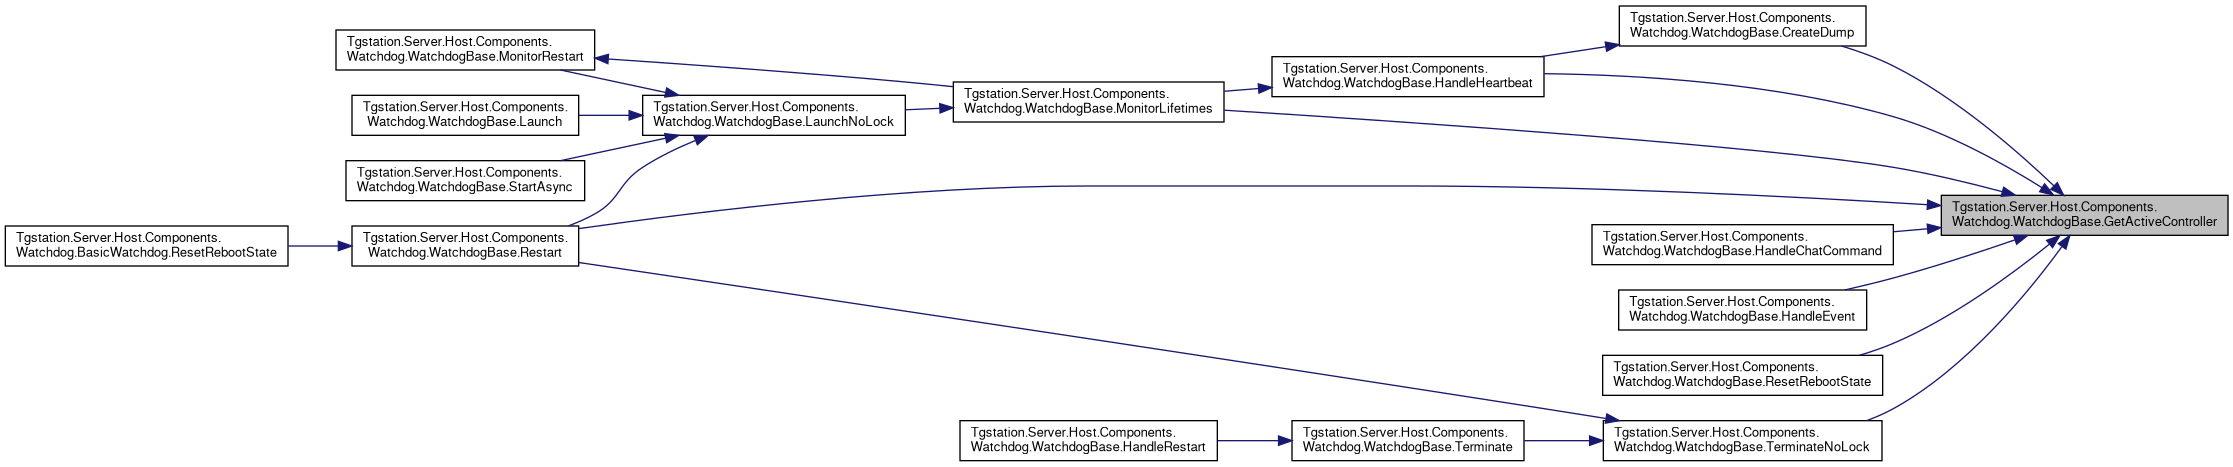 Tgstation.Server.Host.Components.
Watchdog.WatchdogBase.CreateDump
Tgstation.Server.Host.Components.
Watchdog.WatchdogBase.MonitorRestart
Tgstation.Server.Host.Components.
Watchdog.WatchdogBase.HandleHeartbeat
Tgstation.Server.Host.Components.
Watchdog.WatchdogBase.MonitorLifetimes
Tgstation.Server.Host.Components.
Watchdog.WatchdogBase.Launch
Tgstation.Server.Host.Components.
Watchdog.WatchdogBase.LaunchNoLock
Tgstation.Server.Host.Components.
Watchdog.WatchdogBase.StartAsync
Tgstation.Server.Host.Components.
Watchdog.WatchdogBase.GetActiveController
Tgstation.Server.Host.Components.
Watchdog.BasicWatchdog.ResetRebootState
Tgstation.Server.Host.Components.
Watchdog.WatchdogBase.Restart
Tgstation.Server.Host.Components.
Watchdog.WatchdogBase.HandleChatCommand
Tgstation.Server.Host.Components.
Watchdog.WatchdogBase.HandleEvent
Tgstation.Server.Host.Components.
Watchdog.WatchdogBase.ResetRebootState
Tgstation.Server.Host.Components.
Watchdog.WatchdogBase.HandleRestart
Tgstation.Server.Host.Components.
Watchdog.WatchdogBase.Terminate
Tgstation.Server.Host.Components.
Watchdog.WatchdogBase.TerminateNoLock